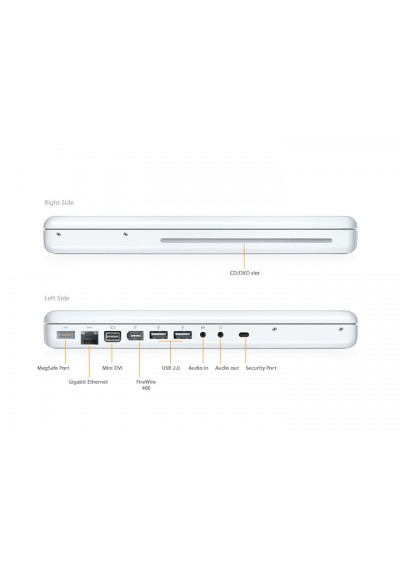 Right Side
CD/DVD slot
Left Side
MagSafe Port
Gigabit Ethernet
Mini DVI
FireWire
400
USB 2.0
Audio in
Audio out
Security Port